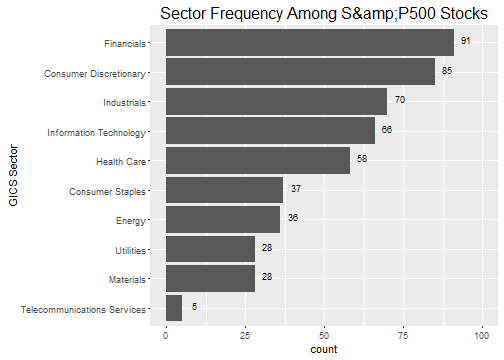 Sector Frequency Among S&amp;P500 Stocks
GICS Sector
Financials 91
Consumer Discretionary 85
Industrials 70
Information Technology 66
Health Care 58
Consumer Staples 37
Energy 36
Utilities 28
Materials 28
Telecommunications Services 5
0 25 50 75 100
count